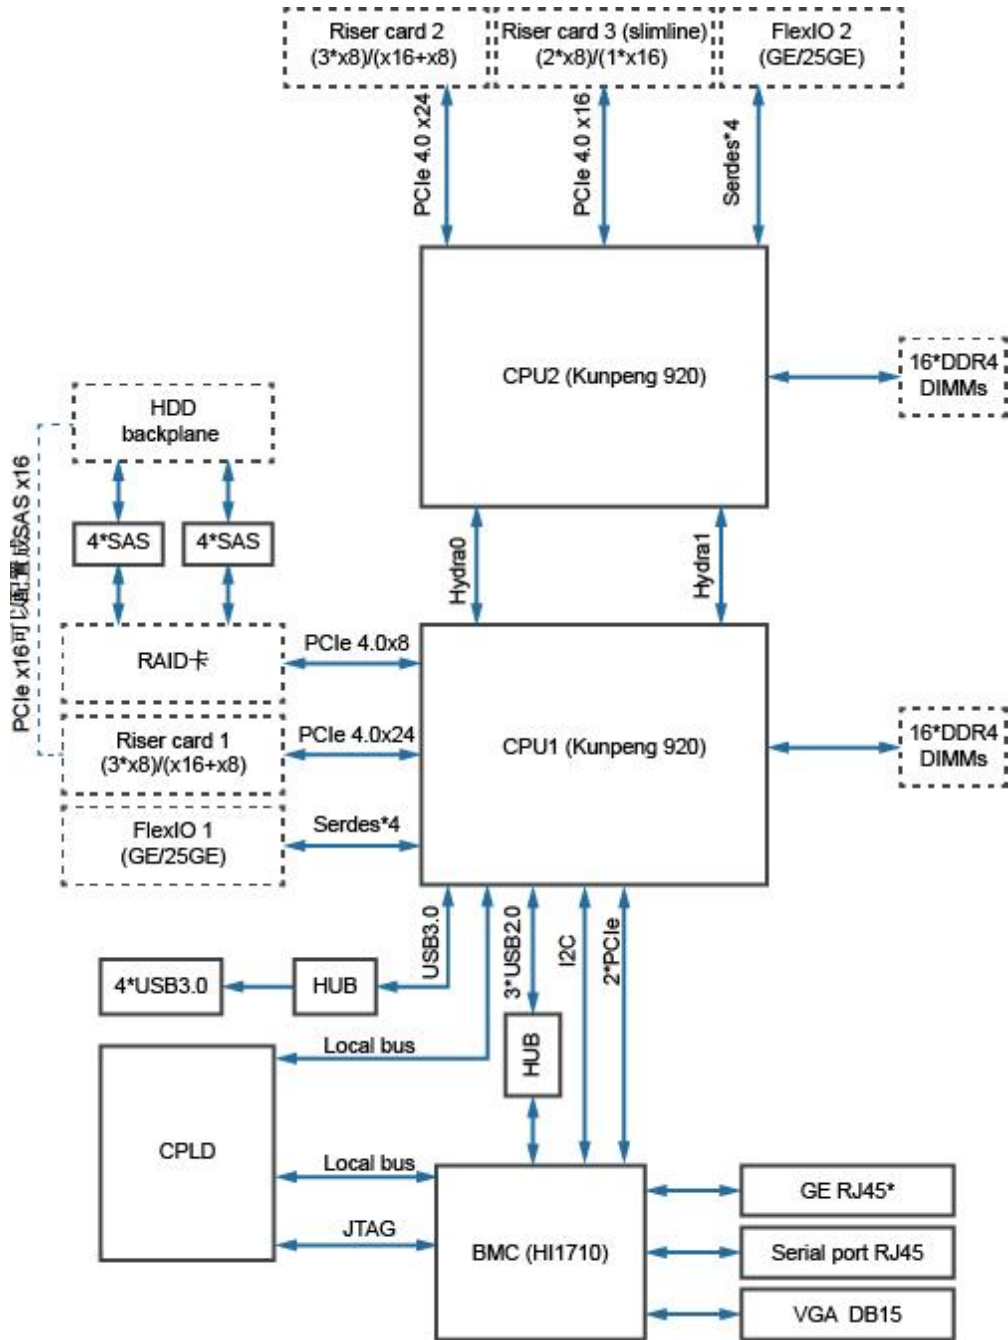 Riser card 2
(3*x8)/(x16+x8)
Riser card 3 (slimline)
(2*x8)/(1*x16)
FlexIO 2
(GE/25GE)
PCIe 4.0 x24
PCIe 4.0 x16
Serdes*4
CPU2 (Kunpeng 920)
16*DDR4
DIMMs
HDD
backplane
PCIe x16可以配置成SAS x16
4*SAS
4*SAS
Hydra0
Hydra1
RAID卡
PCIe 4.0x8
Riser card 1
(3*x8)/(x16+x8)
PCIe 4.0x24
CPU1 (Kunpeng 920)
16*DDR4
DIMMs
FlexIO 1
(GE/25GE)
Serdes*4
USB3.0
3*USB2.0
I2C
2*PCIe
4*USB3.0
HUB
HUB
Local bus
CPLD
Local bus
JTAG
BMC (HI1710)
GE RJ45*
Serial port RJ45
VGA DB15